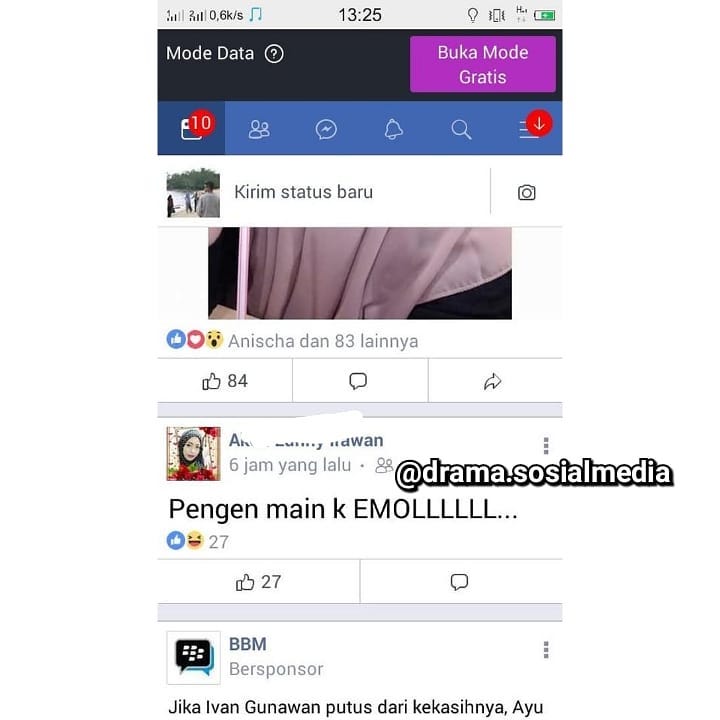 0,6k/s 13:25
Mode Data
Buka Mode
Gratis
10
Kirim status baru
Anischa dan 83 lainnya
84
Irawan
6 jam yang lalu ·
@drama.sosialmedia
Pengen main k EMOLLLLLL...
27
27
BBM
Bersponsor
Jika Ivan Gunawan putus dari kekasihnya, Ayu